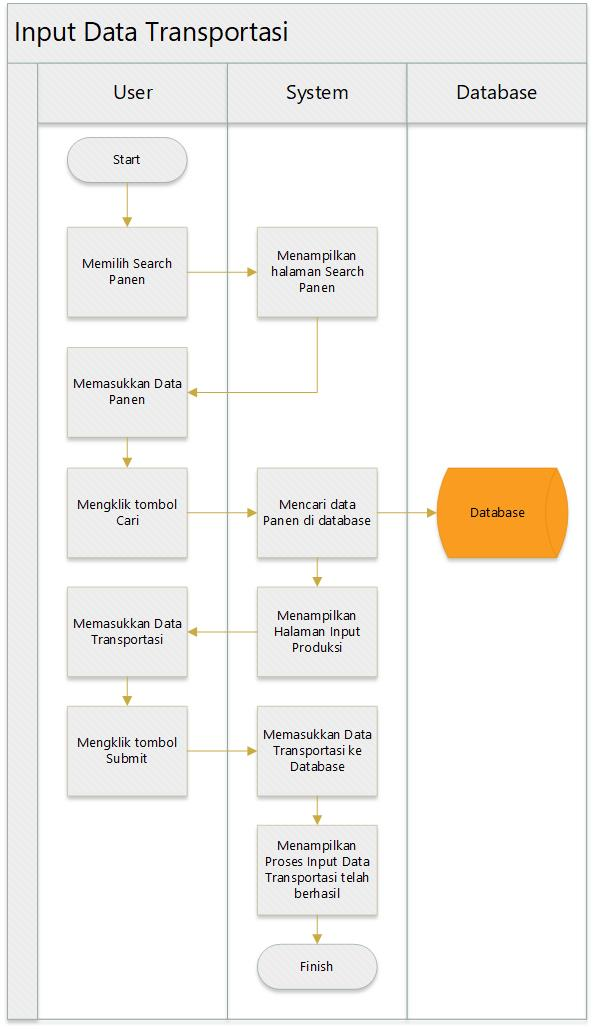 Input Data Transportasi
User
System
Database
Start
Memilih Search
Panen
Menampilkan
halaman Search
Panen
Memasukkan Data
Panen
Mengklik tombol
Cari
Mencari data
Panen di database
Database
Memasukkan Data
Transportasi
Menampilkan
Halaman Input
Produksi
Mengklik tombol
Submit
Memasukkan Data
Transportasi ke
Database
Menampilkan
Proses Input Data
Transportasi telah
berhasil
Finish